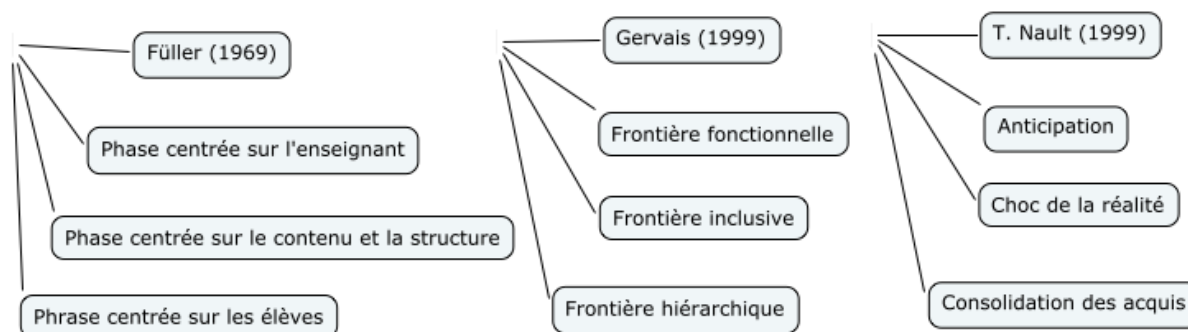 Füller (1969)
Phase centrée sur l'enseignant
Phase centrée sur le contenu et la structure
Phrase centrée sur les élèves
Gervais (1999)
Frontière fonctionnelle
Frontière inclusive
Frontière hiérarchique
T. Nault (1999)
Anticipation
Choc de la réalité
Consolidation des acquis